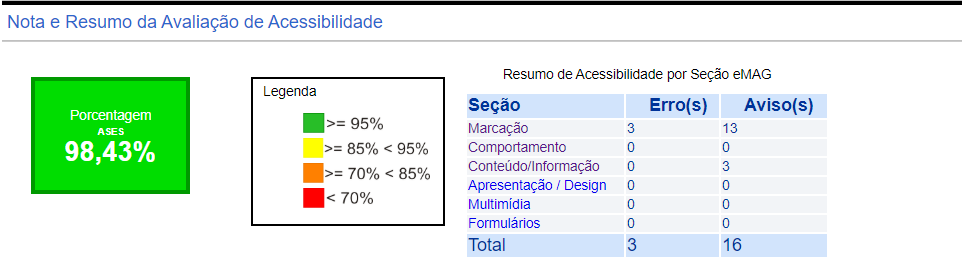 Nota e Resumo da Avaliação de Acessibilidade
Porcentagem
ASES
98,43%
Legenda
>= 95%
>= 85% < 95%
>= 70% < 85%
< 70%
Resumo de Acessibilidade por Seção eMAG
Seção Erro(s) Aviso(s)
Marcação 3 13
Comportamento 0 0
Conteúdo/Informação 0 3
Apresentação / Design 0 0
Multimídia 0 0
Formulários 0 0
Total 3 16